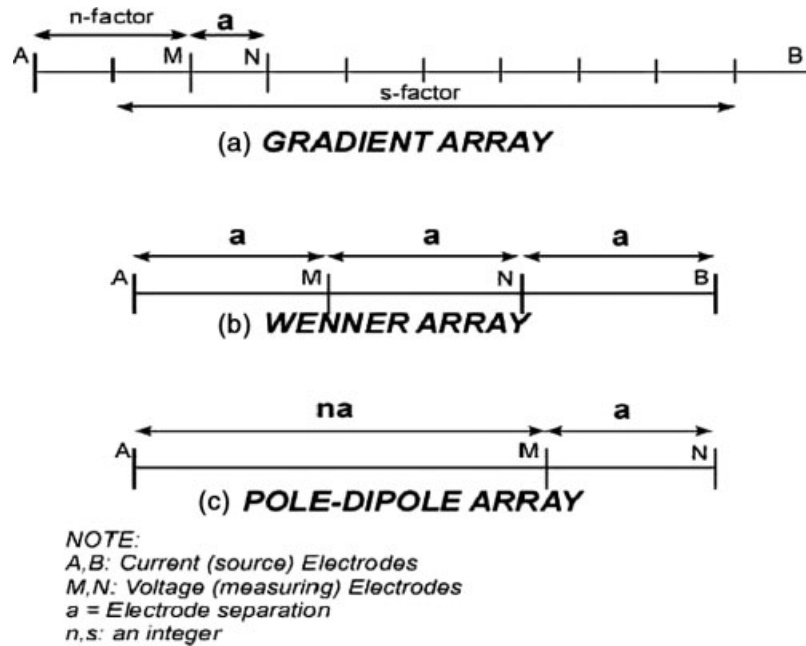 n-factor a
A M N B
s-factor
(a) GRADIENT ARRAY
a a a
A M N B
(b) WENNER ARRAY
na a
A M N
(c) POLE-DIPOLE ARRAY
NOTE:
A,B: Current (source) Electrodes
M,N: Voltage (measuring) Electrodes
a = Electrode separation
n,s: an integer